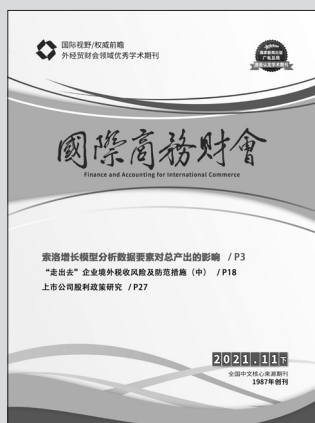 国际视野/权威前瞻
外经贸财会领域优秀学术期刊
國際商務财會
Finance and Accounting for International Commerce
索洛增长模型分析数据要素对总产出的影响 / P3
“走出去”企业境外税收风险及防范措施（中） / P18
上市公司股利政策研究 / P27
2021.11下
全国中文核心来源期刊
1987年创刊